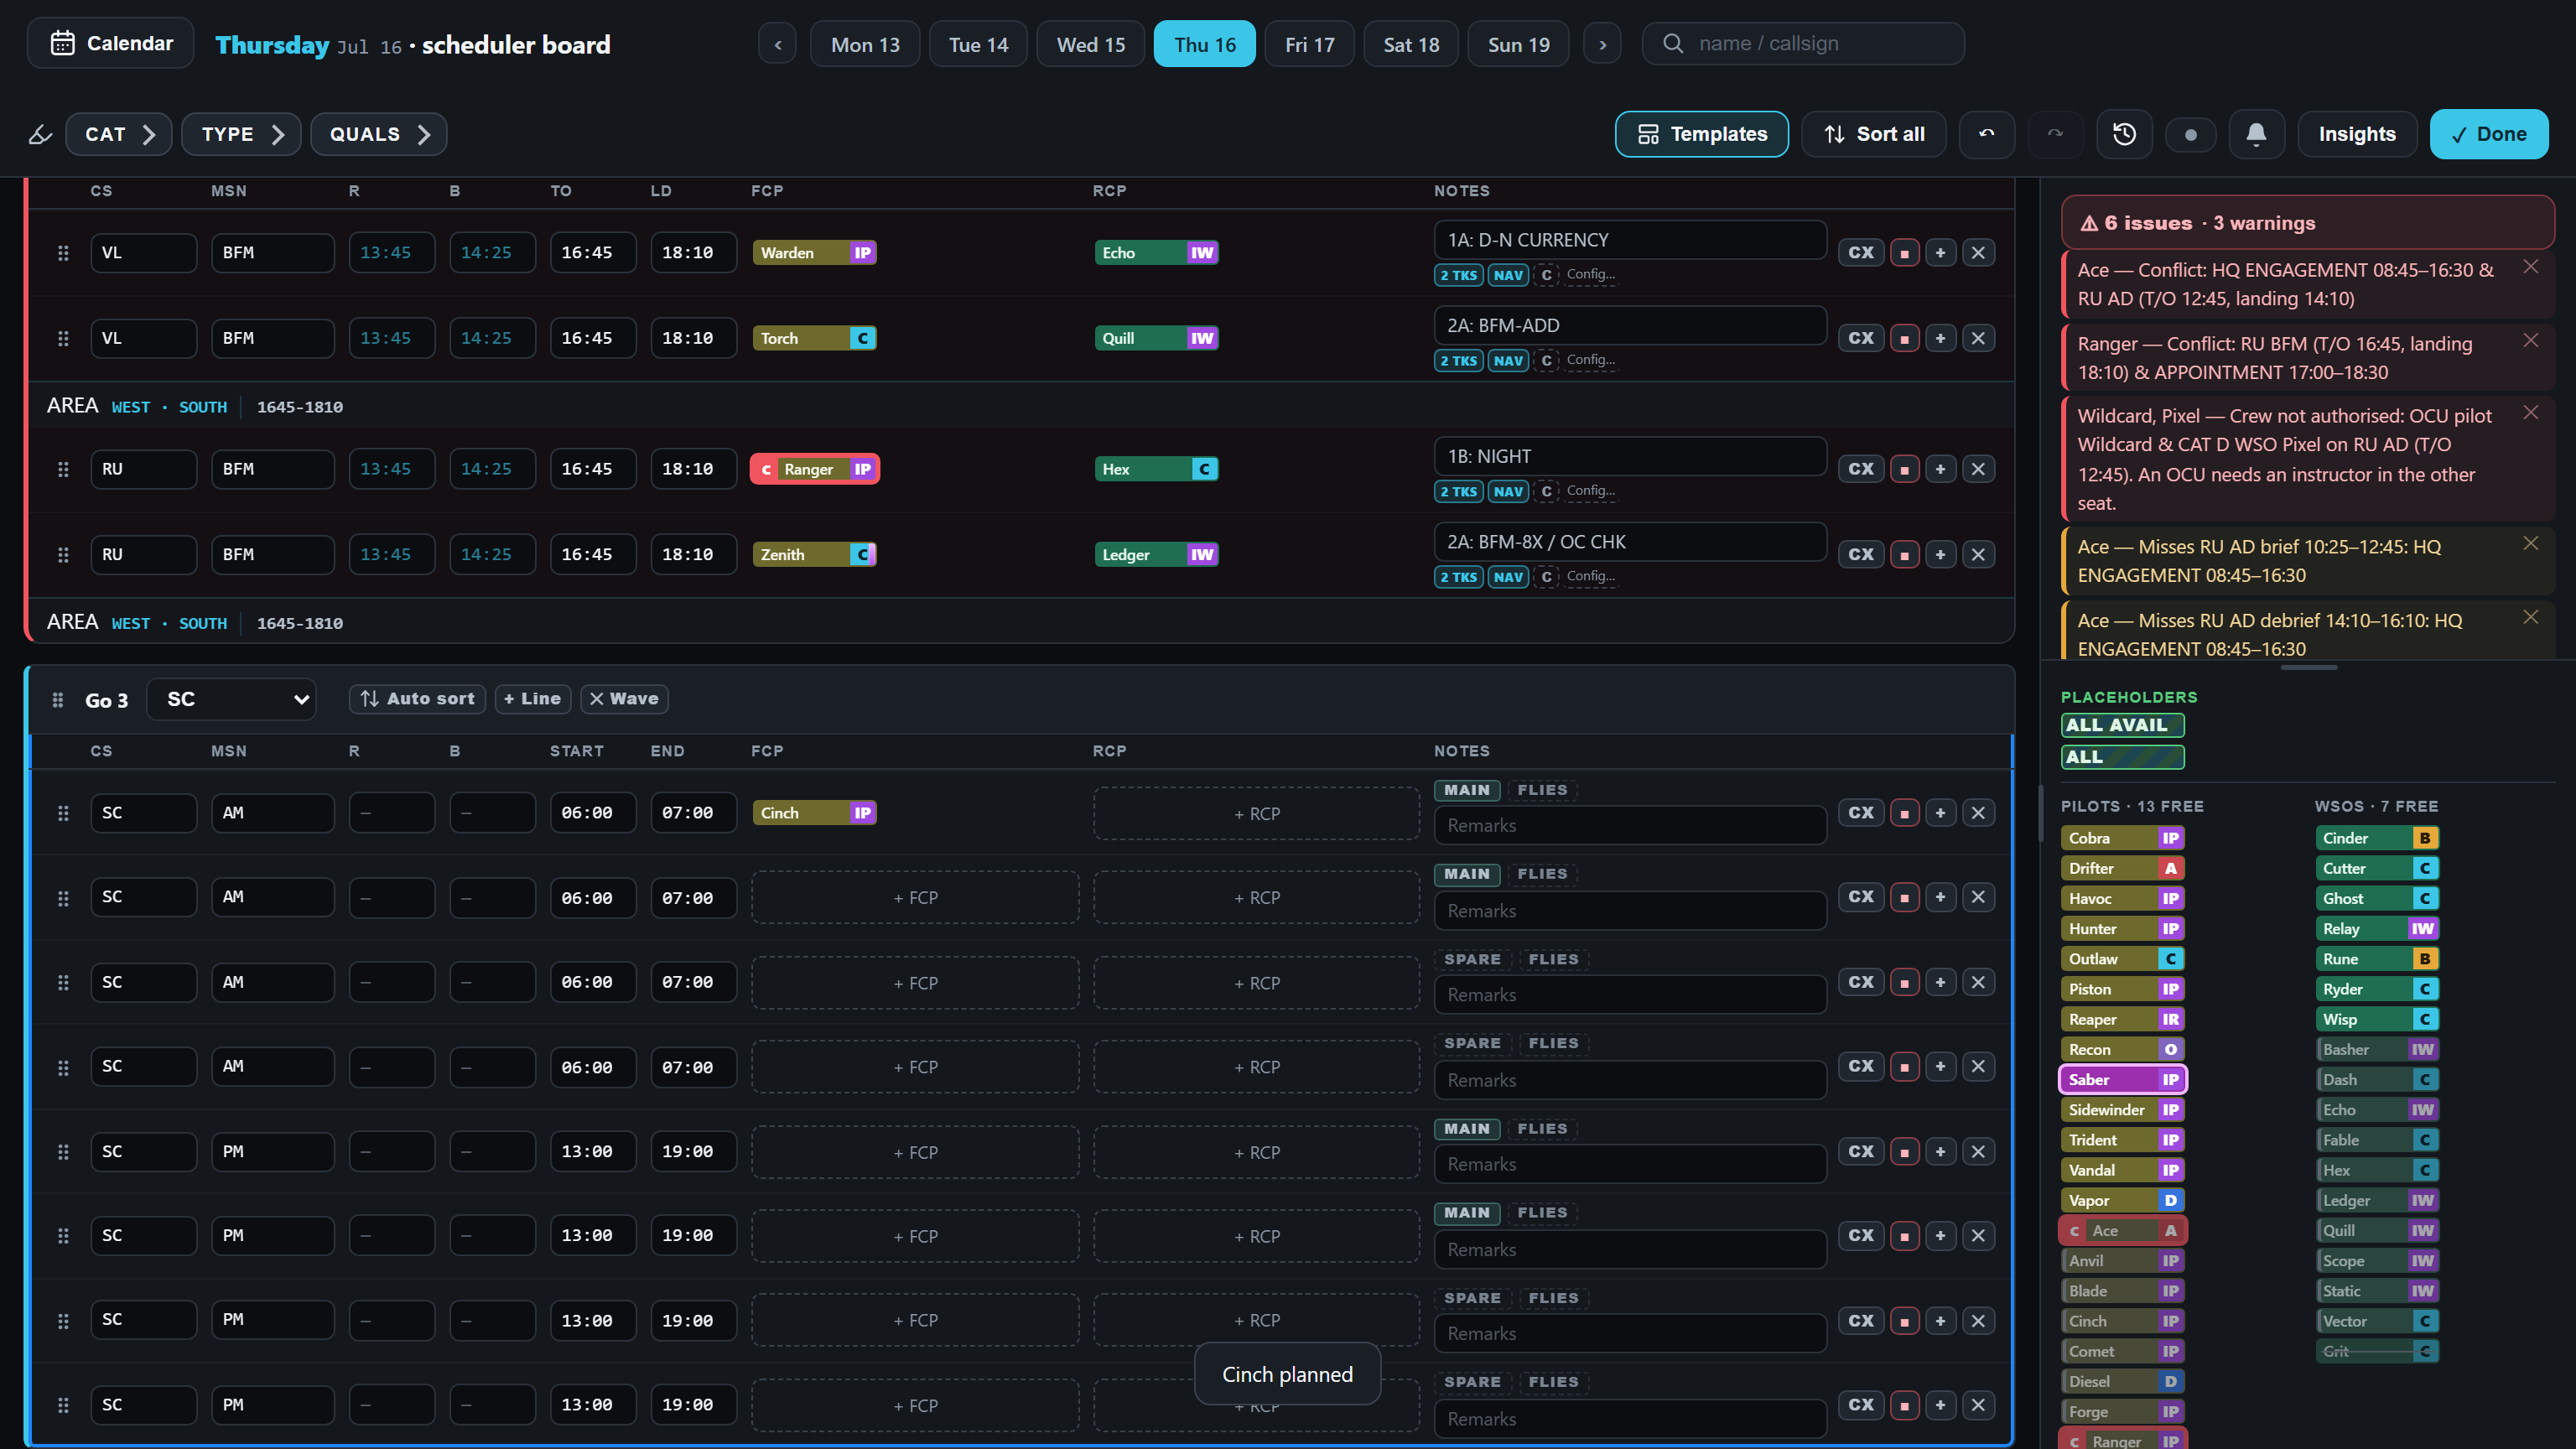 Calendar
Thursday Jul 16 · scheduler board
‹ Mon 13 Tue 14 Wed 15 Thu 16 Fri 17 Sat 18 Sun 19 ›
name / callsign
CAT TYPE QUALS
Templates Sort all Insights ✓ Done
CS MSN R B TO LD FCP RCP NOTES
VL BFM 13:45 14:25 16:45 18:10 Warden IP Echo IW 1A: D-N CURRENCY CX + ×
2 TKS NAV C Config...
VL BFM 13:45 14:25 16:45 18:10 Torch C Quill IW 2A: BFM-ADD CX + ×
2 TKS NAV C Config...
AREA WEST · SOUTH 1645-1810
RU BFM 13:45 14:25 16:45 18:10 C Ranger IP Hex C 1B: NIGHT CX + ×
2 TKS NAV C Config...
RU BFM 13:45 14:25 16:45 18:10 Zenith C Ledger IW 2A: BFM-8X / OC CHK CX + ×
2 TKS NAV C Config...
AREA WEST · SOUTH 1645-1810
Go 3 SC Auto sort + Line × Wave
CS MSN R B START END FCP RCP NOTES
SC AM – – 06:00 07:00 Cinch IP + RCP MAIN FLIES
Remarks CX + ×
SC AM – – 06:00 07:00 + FCP + RCP MAIN FLIES
Remarks CX + ×
SC AM – – 06:00 07:00 + FCP + RCP SPARE FLIES
Remarks CX + ×
SC AM – – 06:00 07:00 + FCP + RCP SPARE FLIES
Remarks CX + ×
SC PM – – 13:00 19:00 + FCP + RCP MAIN FLIES
Remarks CX + ×
SC PM – – 13:00 19:00 + FCP + RCP MAIN FLIES
Remarks CX + ×
SC PM – – 13:00 19:00 + FCP + RCP SPARE FLIES
Remarks CX + ×
SC PM – – 13:00 19:00 + FCP + RCP SPARE FLIES
Remarks CX + ×
Cinch planned
⚠ 6 issues · 3 warnings
Ace — Conflict: HQ ENGAGEMENT 08:45–16:30 &
RU AD (T/O 12:45, landing 14:10)
Ranger — Conflict: RU BFM (T/O 16:45, landing
18:10) & APPOINTMENT 17:00–18:30
Wildcard, Pixel — Crew not authorised: OCU pilot
Wildcard & CAT D WSO Pixel on RU AD (T/O
12:45). An OCU needs an instructor in the other
seat.
Ace — Misses RU AD brief 10:25–12:45: HQ
ENGAGEMENT 08:45–16:30
Ace — Misses RU AD debrief 14:10–16:10: HQ
ENGAGEMENT 08:45–16:30
PLACEHOLDERS
ALL AVAIL
ALL
PILOTS · 13 FREE
Cobra IP
Drifter A
Havoc IP
Hunter IP
Outlaw C
Piston IP
Reaper IR
Recon O
Saber IP
Sidewinder IP
Trident IP
Vandal IP
Vapor D
C Ace A
Anvil IP
Blade IP
Cinch IP
Comet IP
Diesel D
Forge IP
C Ranger IP
WSOS · 7 FREE
Cinder B
Cutter C
Ghost C
Relay IW
Rune B
Ryder C
Wisp C
Basher IW
Dash C
Echo IW
Fable C
Hex C
Ledger IW
Quill IW
Scope IW
Static IW
Vector C
Grit C